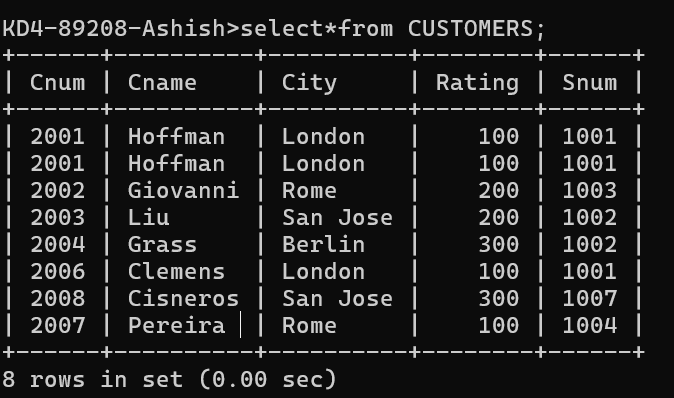 KD4-89208-Ashish>select*from CUSTOMERS;
+------+----------+----------+--------+------+
| Cnum | Cname    | City     | Rating | Snum |
+------+----------+----------+--------+------+
| 2001 | Hoffman  | London   |    100 | 1001 |
| 2001 | Hoffman  | London   |    100 | 1001 |
| 2002 | Giovanni | Rome     |    200 | 1003 |
| 2003 | Liu      | San Jose |    200 | 1002 |
| 2004 | Grass    | Berlin   |    300 | 1002 |
| 2006 | Clemens  | London   |    100 | 1001 |
| 2008 | Cisneros | San Jose |    300 | 1007 |
| 2007 | Pereira  | Rome     |    100 | 1004 |
+------+----------+----------+--------+------+
8 rows in set (0.00 sec)